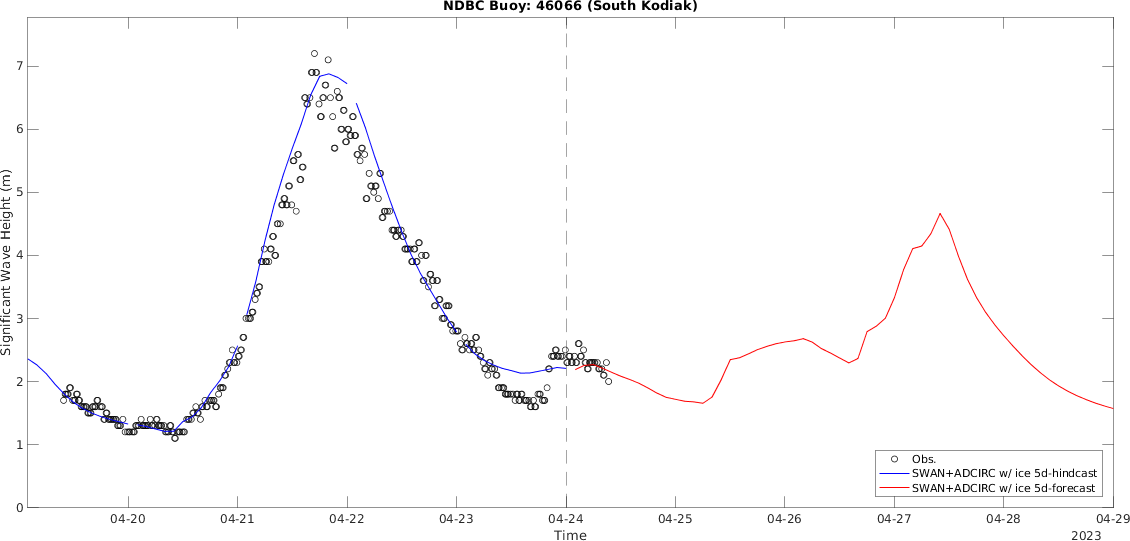 NDBC Buoy: 46066 (South Kodiak)
Significant Wave Height (m)
7
6
5
4
3
2
1
0
Obs.
SWAN+ADCIRC w/ ice 5d-hindcast
SWAN+ADCIRC w/ ice 5d-forecast
04-20 04-21 04-22 04-23 04-24 04-25 04-26 04-27 04-28 04-29
Time
2023